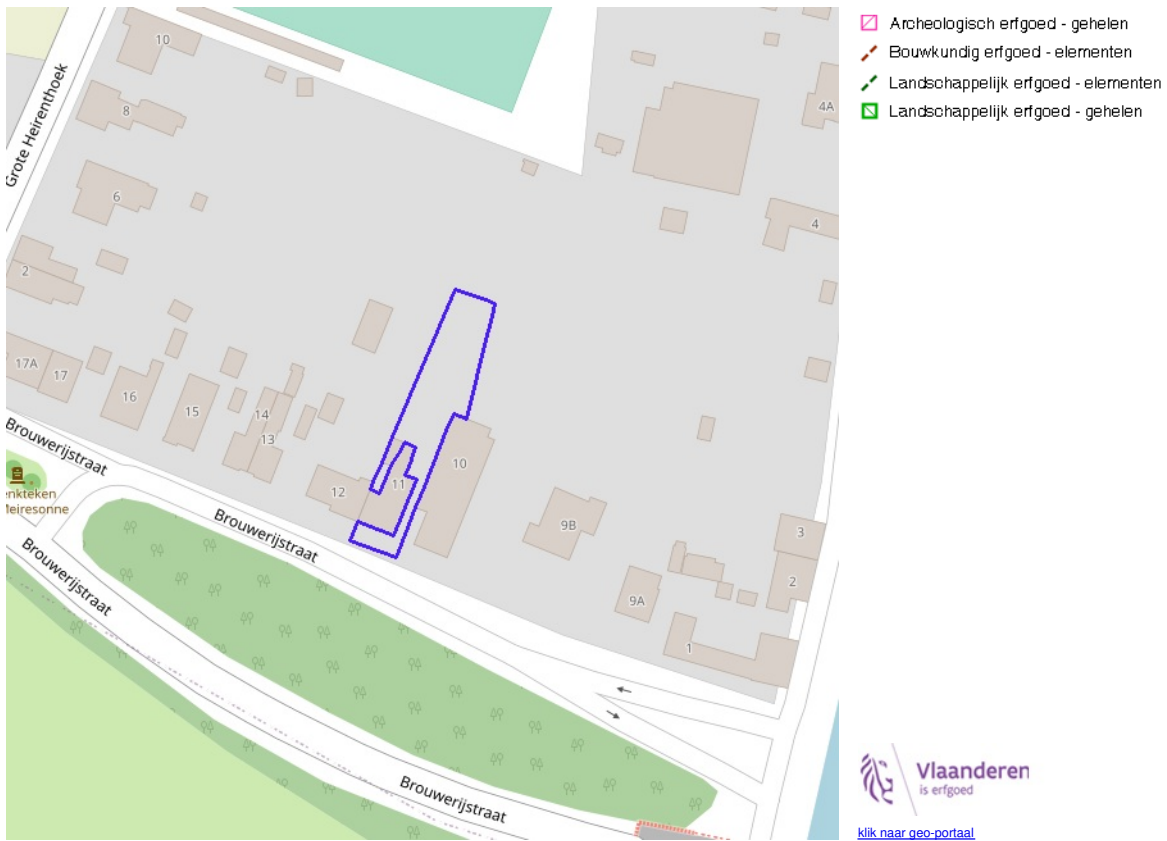 10
8
Grote Heirenthoek
6
2
4A
4
17A
17
16
15
14
13
12
11
10
9B
9A
3
2
1
Brouwerijstraat
Brouwerijstraat
Brouwerijstraat
Brouwerijstraat
enkteken
Meiresonne
Archeologisch erfgoed - gehelen
Bouwkundig erfgoed - elementen
Landschappelijk erfgoed - elementen
Landschappelijk erfgoed - gehelen
Vlaanderen
is erfgoed
klik naar geo-portaal